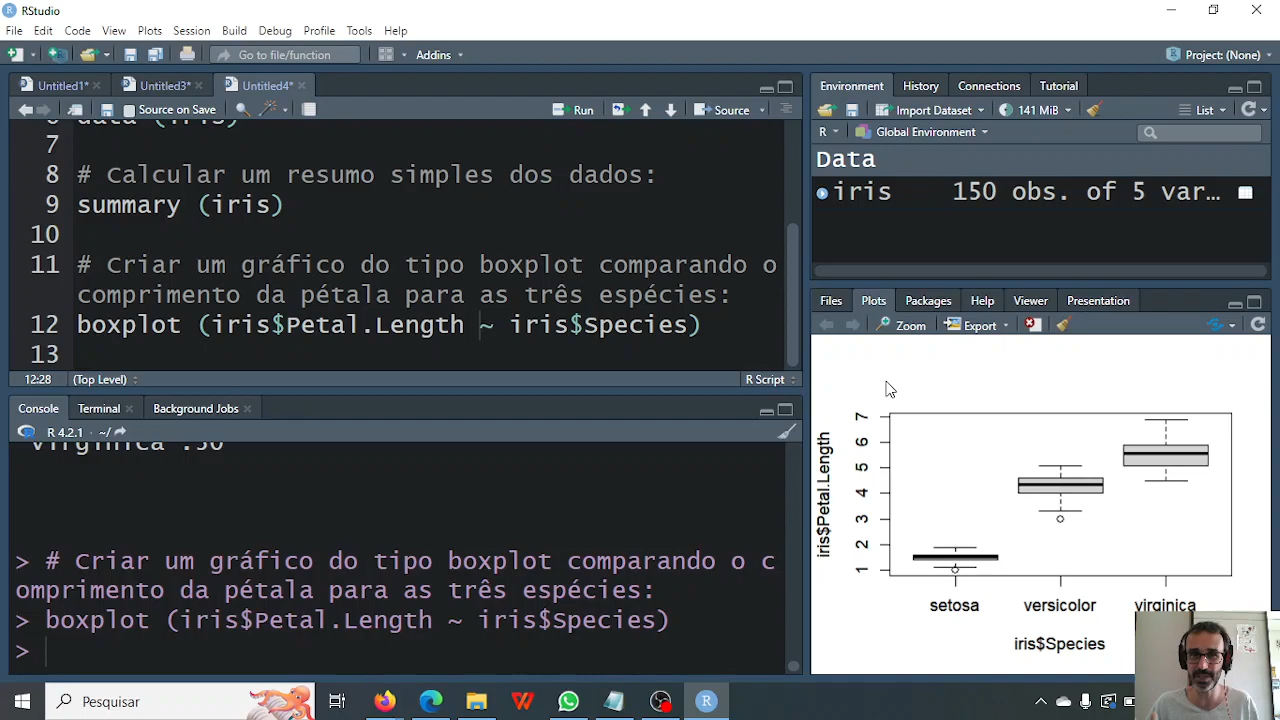 RStudio
File Edit Code View Plots Session Build Debug Profile Tools Help
Go to file/function Addins Project: (None)
Untitled1* Untitled3* Untitled4*
Source on Save Run Source
data (iris)
7
8 # Calcular um resumo simples dos dados:
9 summary (iris)
10
11 # Criar um gráfico do tipo boxplot comparando o
comprimento da pétala para as três espécies:
12 boxplot (iris$Petal.Length ~ iris$Species)
13
12:28 (Top Level) R Script
Console Terminal Background Jobs
R 4.2.1 · ~/
virginica :50
> # Criar um gráfico do tipo boxplot comparando o c
omprimento da pétala para as três espécies:
> boxplot (iris$Petal.Length ~ iris$Species)
>
Environment History Connections Tutorial
Import Dataset 141 MiB List
R Global Environment
Data
iris 150 obs. of 5 var…
Files Plots Packages Help Viewer Presentation
Zoom Export
iris$Petal.Length
7
6
5
4
3
2
1
setosa versicolor virginica
iris$Species
Pesquisar